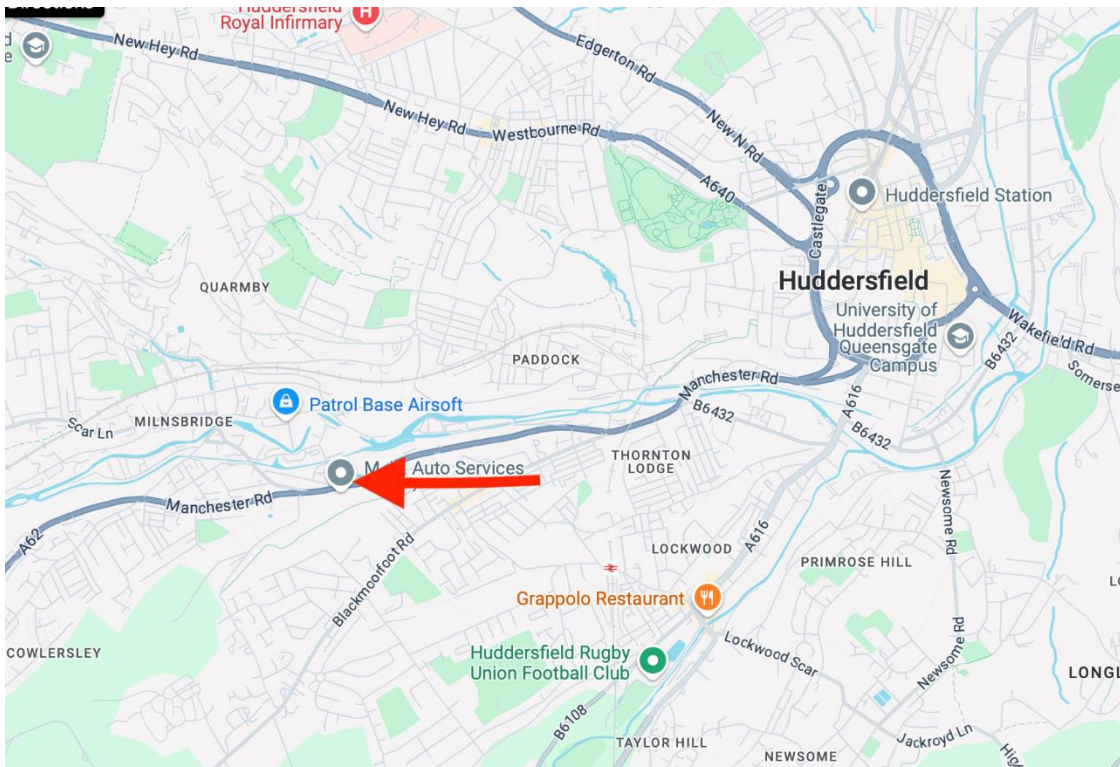 Huddersfield
Royal Infirmary
H
New Hey Rd
Edgerton Rd
New Hey Rd
Westbourne Rd
New N Rd
A640
Castlegate
Huddersfield Station
Huddersfield
QUARMBY
University of
Huddersfield
Queensgate
Campus
Wakefield Rd
B6432
Somerse
PADDOCK
Manchester Rd
A616
B6432
B6432
Patrol Base Airsoft
MILNSBRIDGE
Scar Ln
THORNTON
LODGE
Auto Services
Manchester Rd
A62
Newsome Rd
Blackmoorfoot Rd
LOCKWOOD
A616
PRIMROSE HILL
Grappolo Restaurant
Lockwood Scar
Newsome Rd
COWLERSLEY
Huddersfield Rugby
Union Football Club
LONGL
B6108
TAYLOR HILL
NEWSOME
Jackroyd Ln